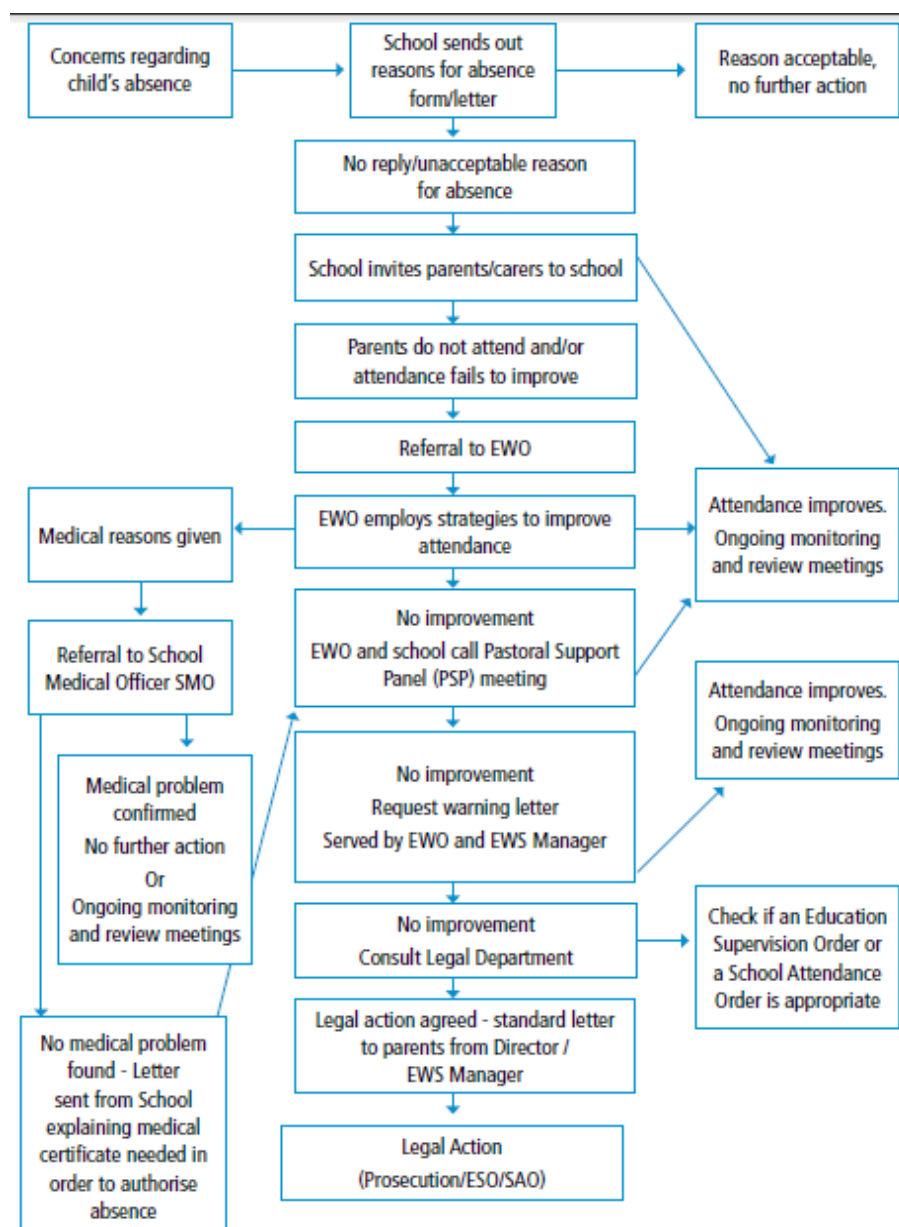 Concerns regarding
child's absence
School sends out
reasons for absence
form/letter
Reason acceptable,
no further action
No reply/unacceptable reason
for absence
School invites parents/carers to school
Parents do not attend and/or
attendance fails to improve
Referral to EWO
Medical reasons given
EWO employs strategies to improve
attendance
Attendance improves.
Ongoing monitoring
and review meetings
Referral to School
Medical Officer SMO
No improvement
EWO and school call Pastoral Support
Panel (PSP) meeting
Attendance improves.
Ongoing monitoring
and review meetings
Medical problem
confirmed
No further action
Or
Ongoing monitoring
and review meetings
No improvement
Request warning letter
Served by EWO and EWS Manager
No improvement
Consult Legal Department
Check if an Education
Supervision Order or
a School Attendance
Order is appropriate
No medical problem
found - Letter
sent from School
explaining medical
certificate needed in
order to authorise
absence
Legal action agreed - standard letter
to parents from Director /
EWS Manager
Legal Action
(Prosecution/ESO/SAO)